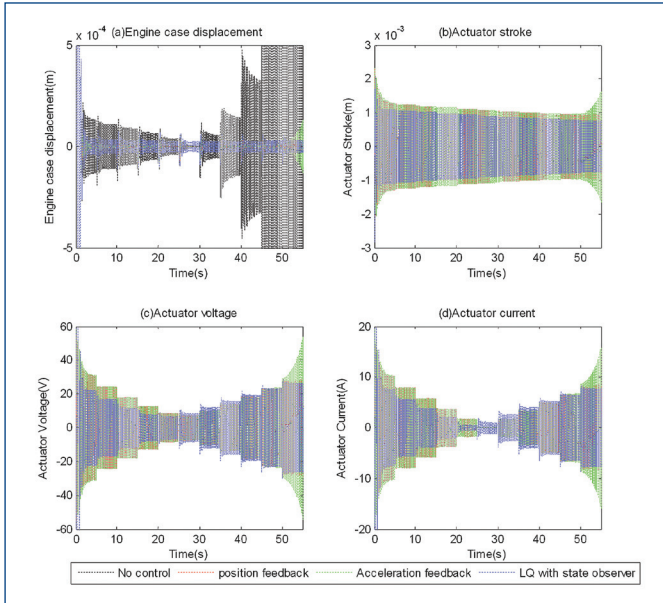 × 10⁻⁴ (a)Engine case displacement
5
0
-5
Engine case displacement(m)
0 10 20 30 40 50
Time(s)
× 10⁻³ (b)Actuator stroke
3
2
1
0
-1
-2
-3
Actuator Stroke(m)
0 10 20 30 40 50
Time(s)
(c)Actuator voltage
60
40
20
0
-20
-40
-60
Actuator Voltage(V)
0 10 20 30 40 50
Time(s)
(d)Actuator current
20
10
0
-10
-20
Actuator Current(A)
0 10 20 30 40 50
Time(s)
No control position feedback Acceleration feedback LQ with state observer